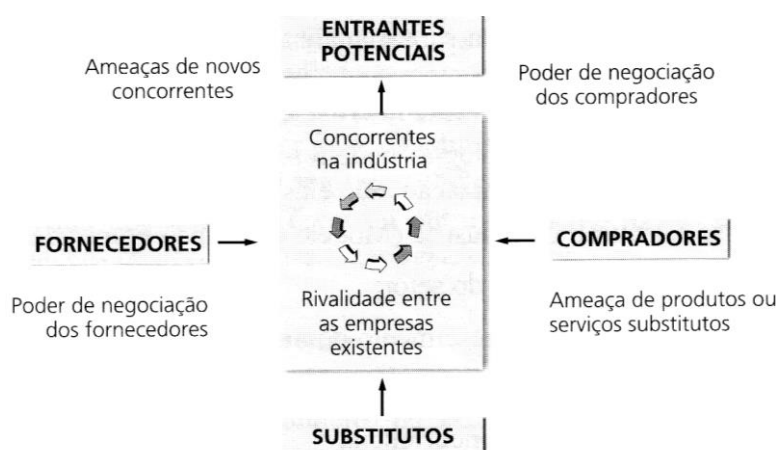 ENTRANTES
POTENCIAIS
Ameaças de novos
concorrentes
Poder de negociação
dos compradores
Concorrentes
na indústria
FORNECEDORES
COMPRADORES
Poder de negociação
dos fornecedores
Rivalidade entre
as empresas
existentes
Ameaça de produtos ou
serviços substitutos
SUBSTITUTOS